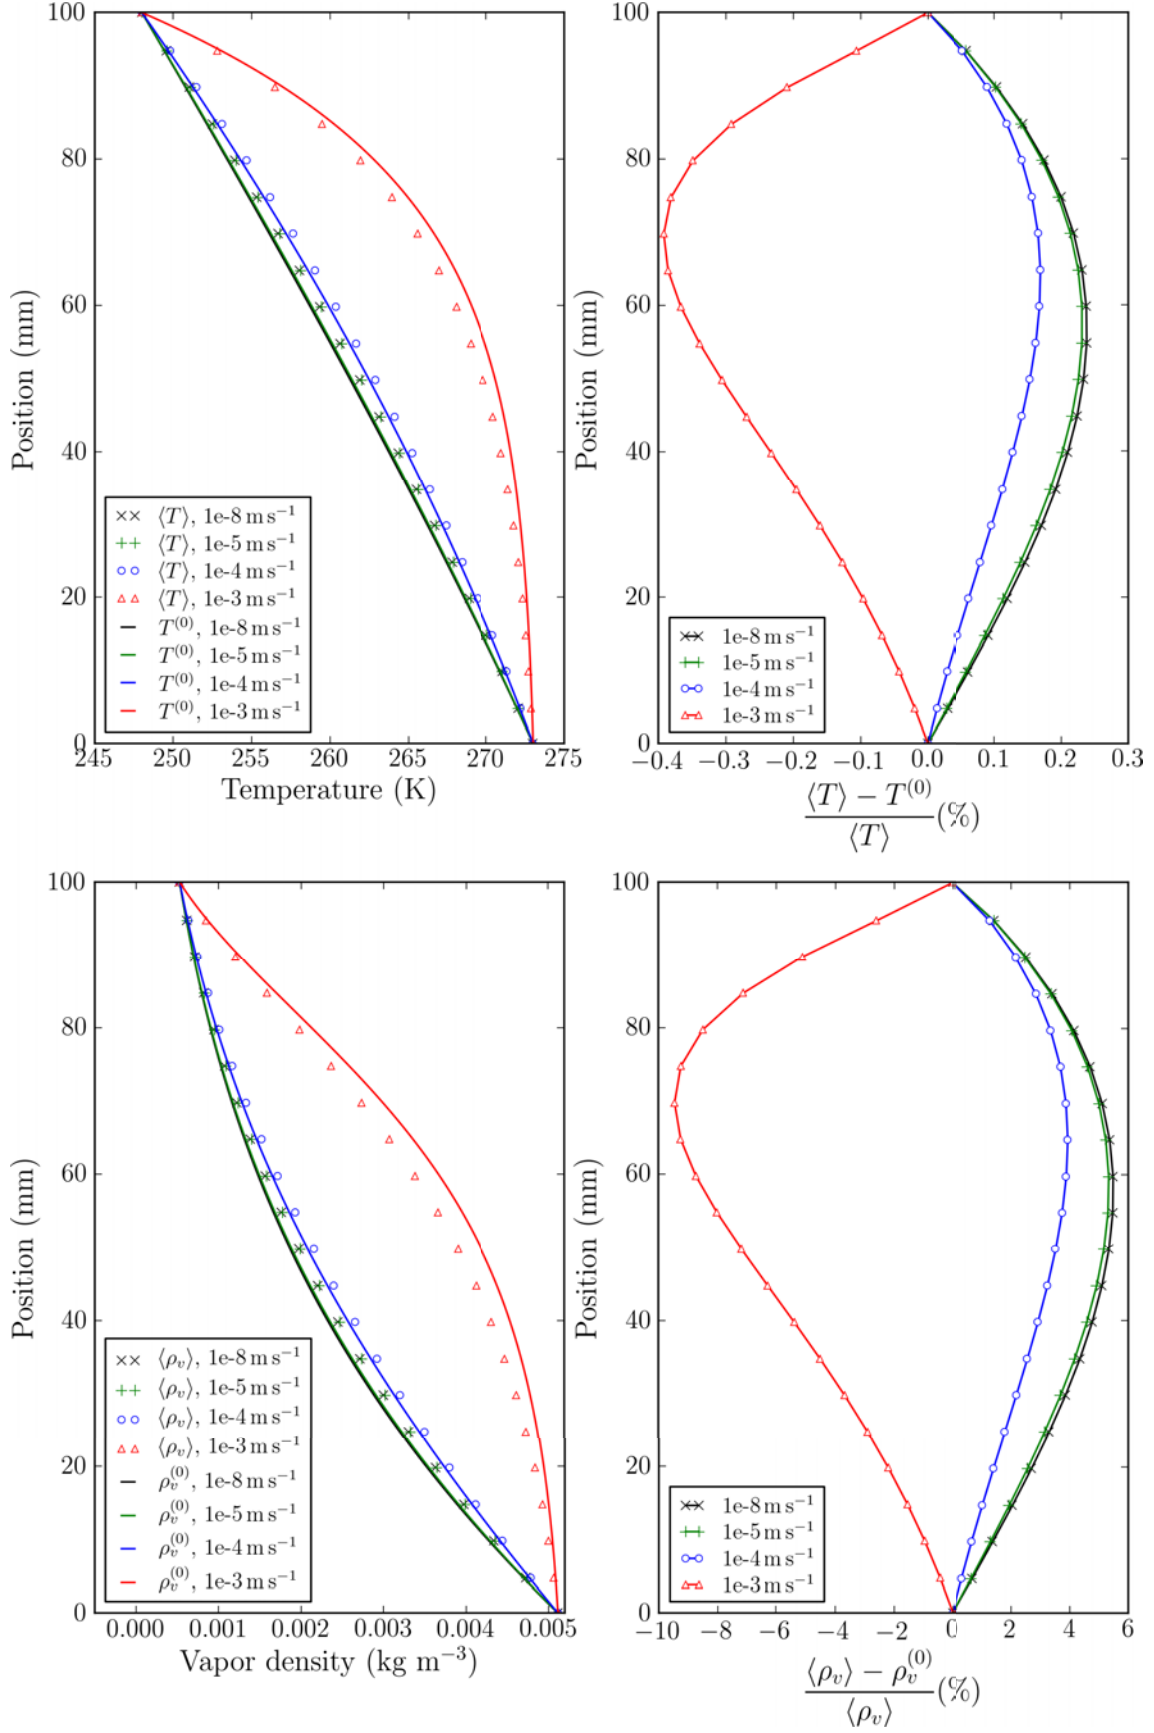 100
80
60
40
20
0
Position (mm)
⟨T⟩, 1e-8 m s⁻¹
⟨T⟩, 1e-5 m s⁻¹
⟨T⟩, 1e-4 m s⁻¹
⟨T⟩, 1e-3 m s⁻¹
T⁽⁰⁾, 1e-8 m s⁻¹
T⁽⁰⁾, 1e-5 m s⁻¹
T⁽⁰⁾, 1e-4 m s⁻¹
T⁽⁰⁾, 1e-3 m s⁻¹
245 250 255 260 265 270 275
Temperature (K)
100
80
60
40
20
0
Position (mm)
1e-8 m s⁻¹
1e-5 m s⁻¹
1e-4 m s⁻¹
1e-3 m s⁻¹
−0.4 −0.3 −0.2 −0.1 0.0 0.1 0.2 0.3
⟨T⟩ − T⁽⁰⁾
⟨T⟩ (%)
100
80
60
40
20
0
Position (mm)
⟨ρᵥ⟩, 1e-8 m s⁻¹
⟨ρᵥ⟩, 1e-5 m s⁻¹
⟨ρᵥ⟩, 1e-4 m s⁻¹
⟨ρᵥ⟩, 1e-3 m s⁻¹
ρᵥ⁽⁰⁾, 1e-8 m s⁻¹
ρᵥ⁽⁰⁾, 1e-5 m s⁻¹
ρᵥ⁽⁰⁾, 1e-4 m s⁻¹
ρᵥ⁽⁰⁾, 1e-3 m s⁻¹
0.000 0.001 0.002 0.003 0.004 0.005
Vapor density (kg m⁻³)
100
80
60
40
20
0
Position (mm)
1e-8 m s⁻¹
1e-5 m s⁻¹
1e-4 m s⁻¹
1e-3 m s⁻¹
−10 −8 −6 −4 −2 0 2 4 6
⟨ρᵥ⟩ − ρᵥ⁽⁰⁾
⟨ρᵥ⟩ (%)